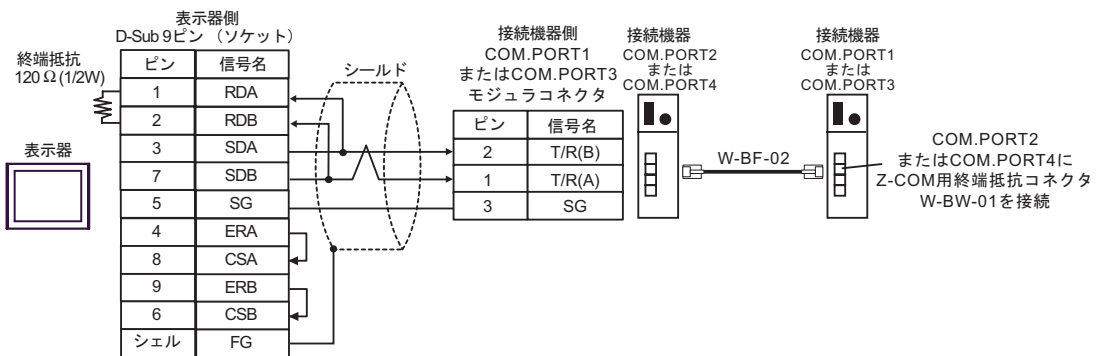 表示器側
D-Sub 9ピン （ソケット）
終端抵抗
120 Ω (1/2W)
表示器
ピン 信号名
1 RDA
2 RDB
3 SDA
7 SDB
5 SG
4 ERA
8 CSA
9 ERB
6 CSB
シェル FG
シールド
接続機器側
COM.PORT1
またはCOM.PORT3
モジュラコネクタ
ピン 信号名
2 T/R(B)
1 T/R(A)
3 SG
接続機器
COM.PORT2
または
COM.PORT4
W-BF-02
接続機器
COM.PORT1
または
COM.PORT3
COM.PORT2
またはCOM.PORT4に
Z-COM用終端抵抗コネクタ
W-BW-01を接続